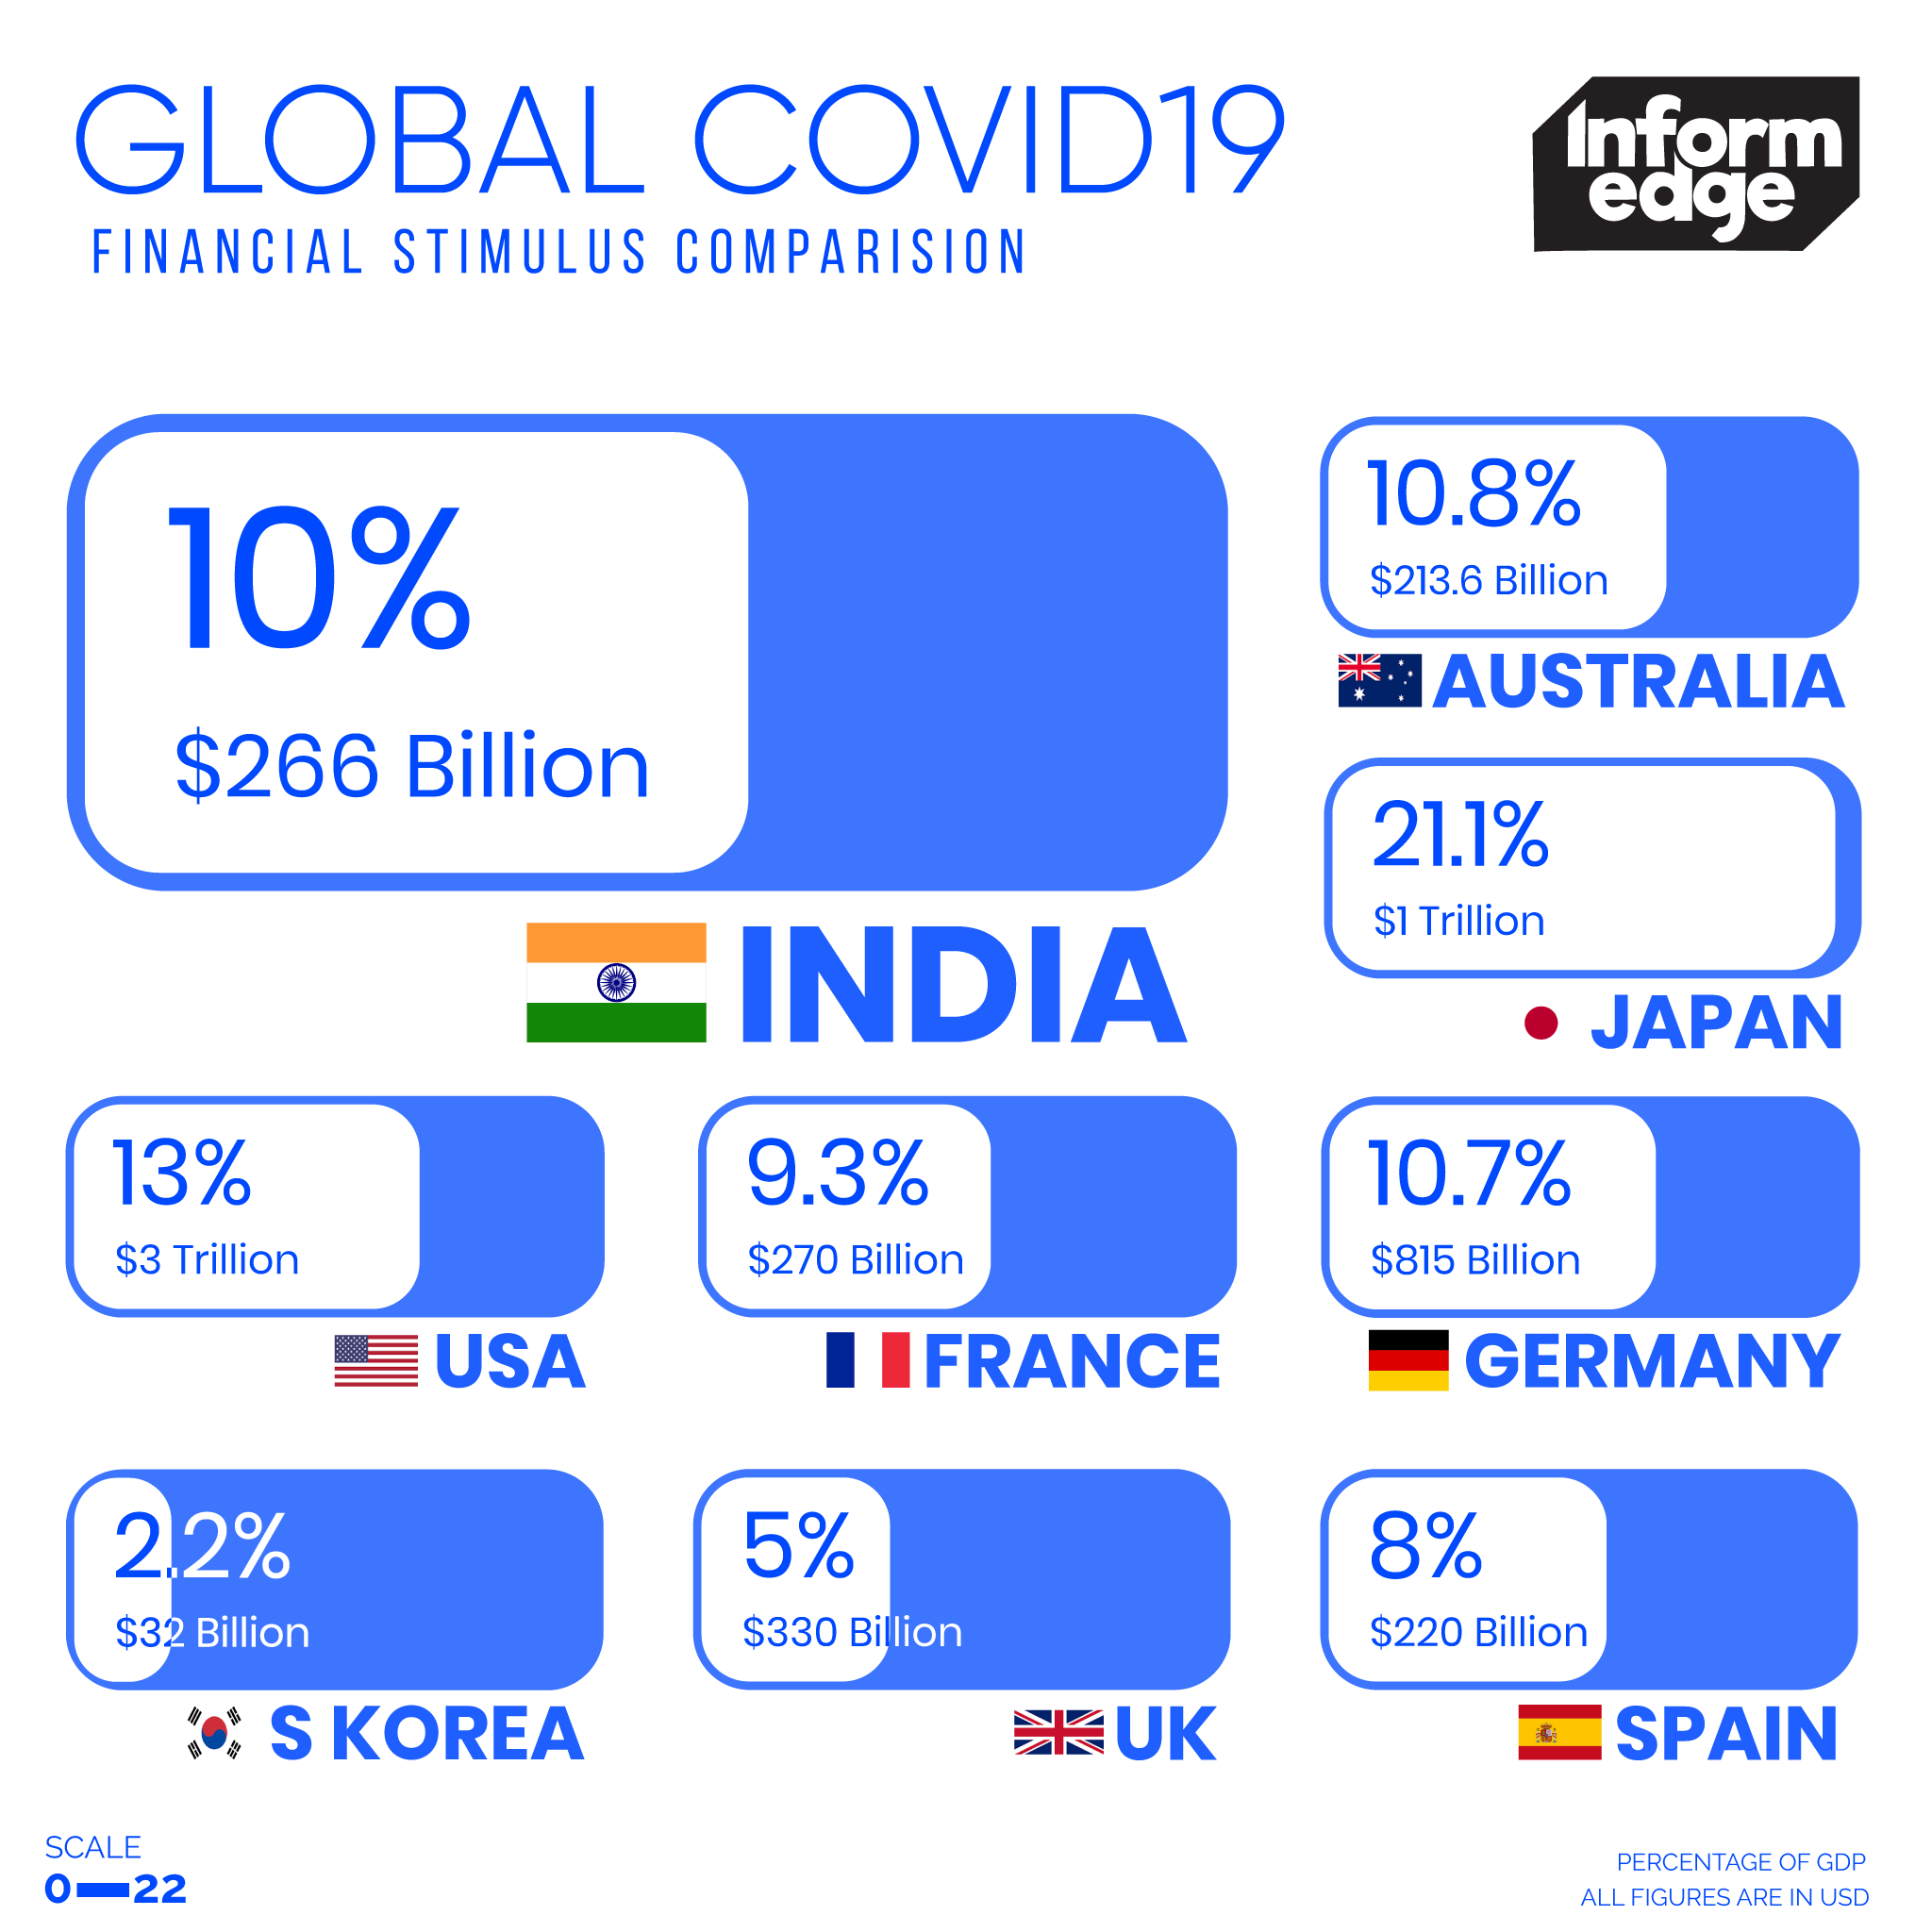 GLOBAL COVID19
FINANCIAL STIMULUS COMPARISION
Inform
edge
10%
$266 Billion
INDIA
10.8%
$213.6 Billion
AUSTRALIA
21.1%
$1 Trillion
JAPAN
13%
$3 Trillion
USA
9.3%
$270 Billion
FRANCE
10.7%
$815 Billion
GERMANY
2.2%
$32 Billion
S KOREA
5%
$330 Billion
UK
8%
$220 Billion
SPAIN
SCALE
0—22
PERCENTAGE OF GDP
ALL FIGURES ARE IN USD